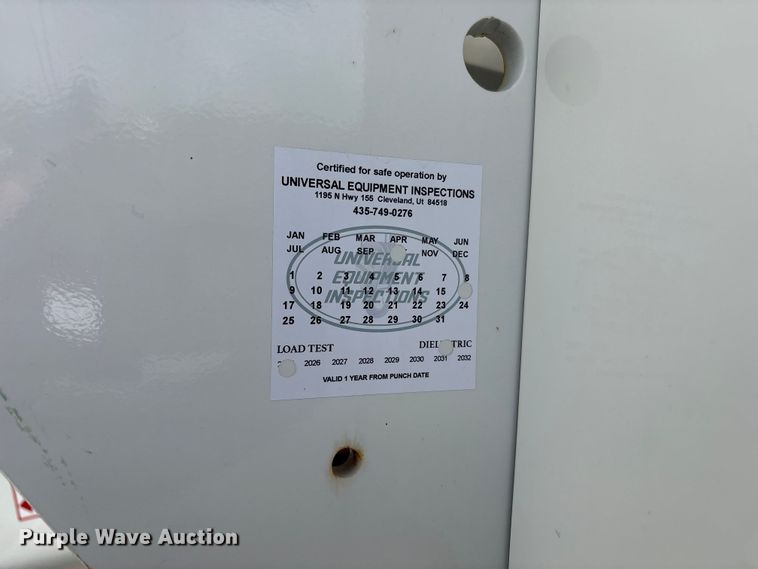 Certified for safe operation by
UNIVERSAL EQUIPMENT INSPECTIONS
1195 N Hwy 155 Cleveland, Ut 84518
435-749-0276
JAN FEB MAR APR MAY JUN
JUL AUG SEP NOV DEC
UNIVERSAL
EQUIPMENT
INSPECTIONS
1 2 3 4 5 6 7 8
9 10 11 12 13 14 15
17 18 19 20 21 22 23 24
25 26 27 28 29 30 31
LOAD TEST DIELECTRIC
2026 2027 2028 2029 2030 2031 2032
VALID 1 YEAR FROM PUNCH DATE
Purple Wave Auction